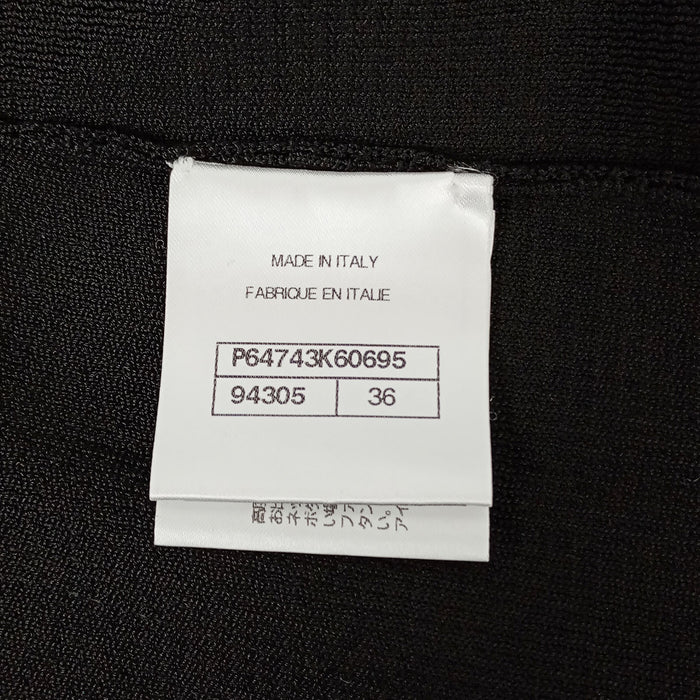 MADE IN ITALY
FABRIQUE EN ITALIE
P64743K60695
94305 36